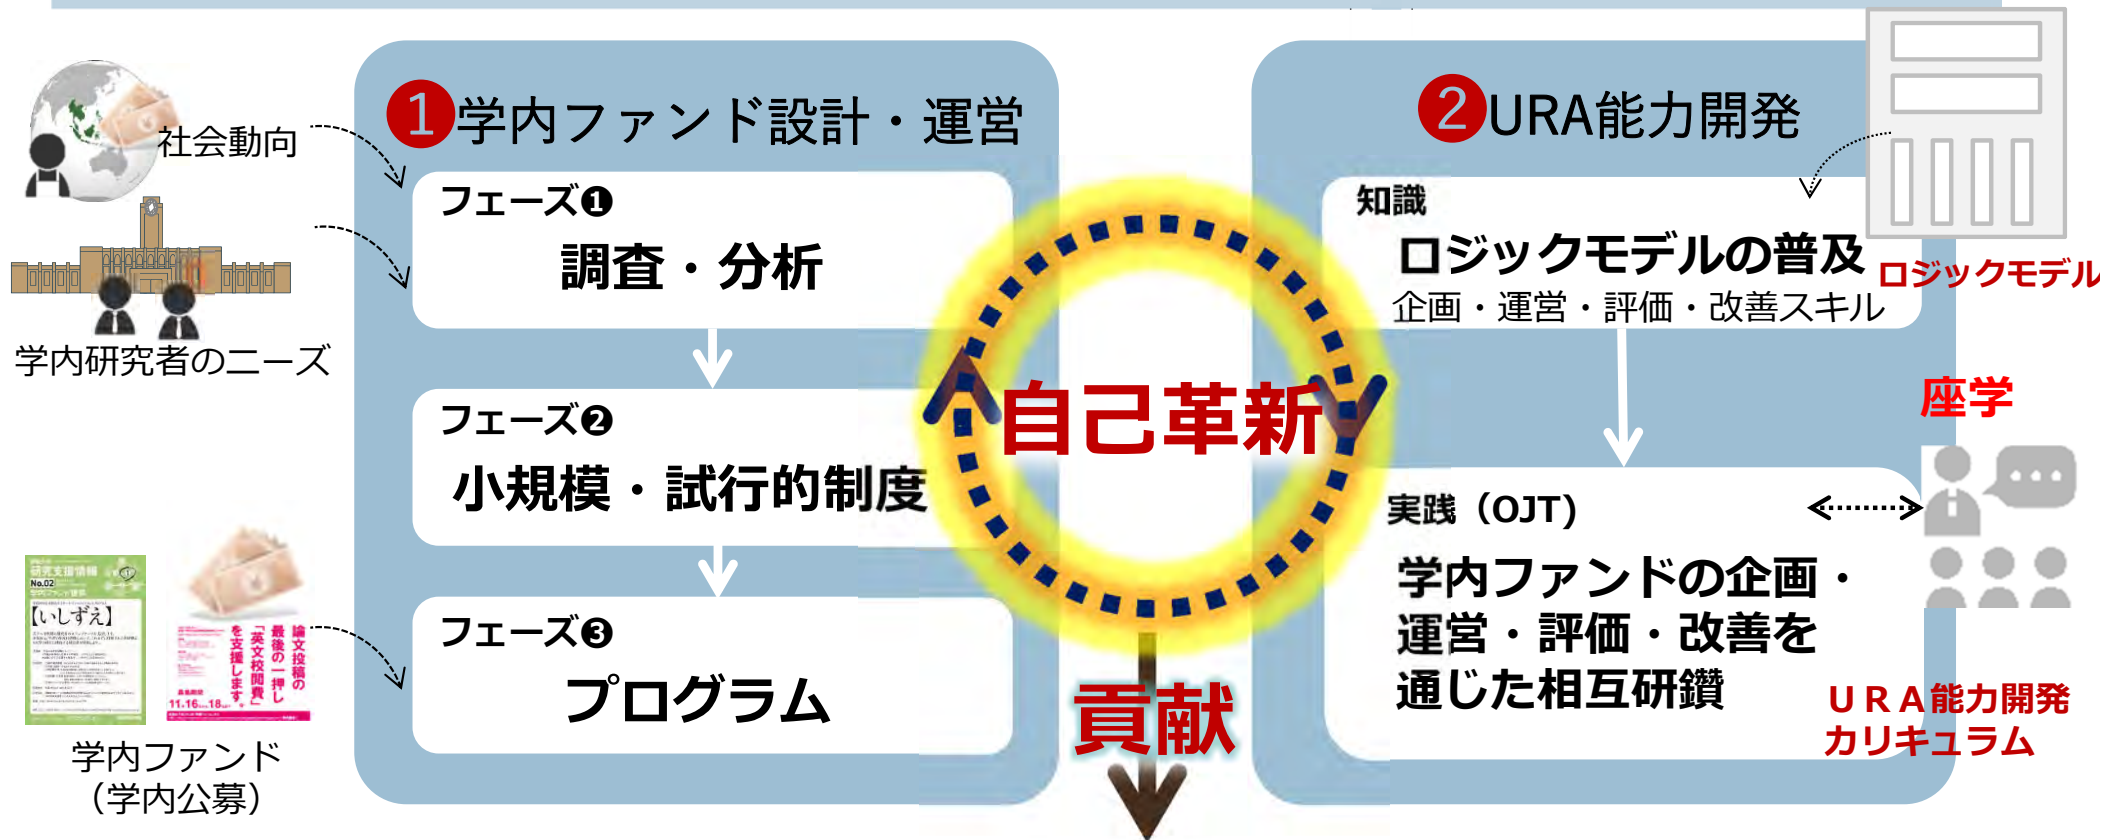 社会動向
学内研究者のニーズ
❶学内ファンド設計・運営
フェーズ❶
調査・分析
フェーズ❷
小規模・試行的制度
フェーズ❸
プログラム
研究支援情報
No.02
【いしずえ】
論文投稿の
最後の一押し
「英文校閲費」
を支援します。
11.16 18
学内ファンド
（学内公募）
自己革新
貢献
❷URA能力開発
知識
ロジックモデルの普及
企画・運営・評価・改善スキル
ロジックモデル
座学
実践（OJT)
学内ファンドの企画・
運営・評価・改善を
通じた相互研鑽
ＵＲＡ能力開発
カリキュラム